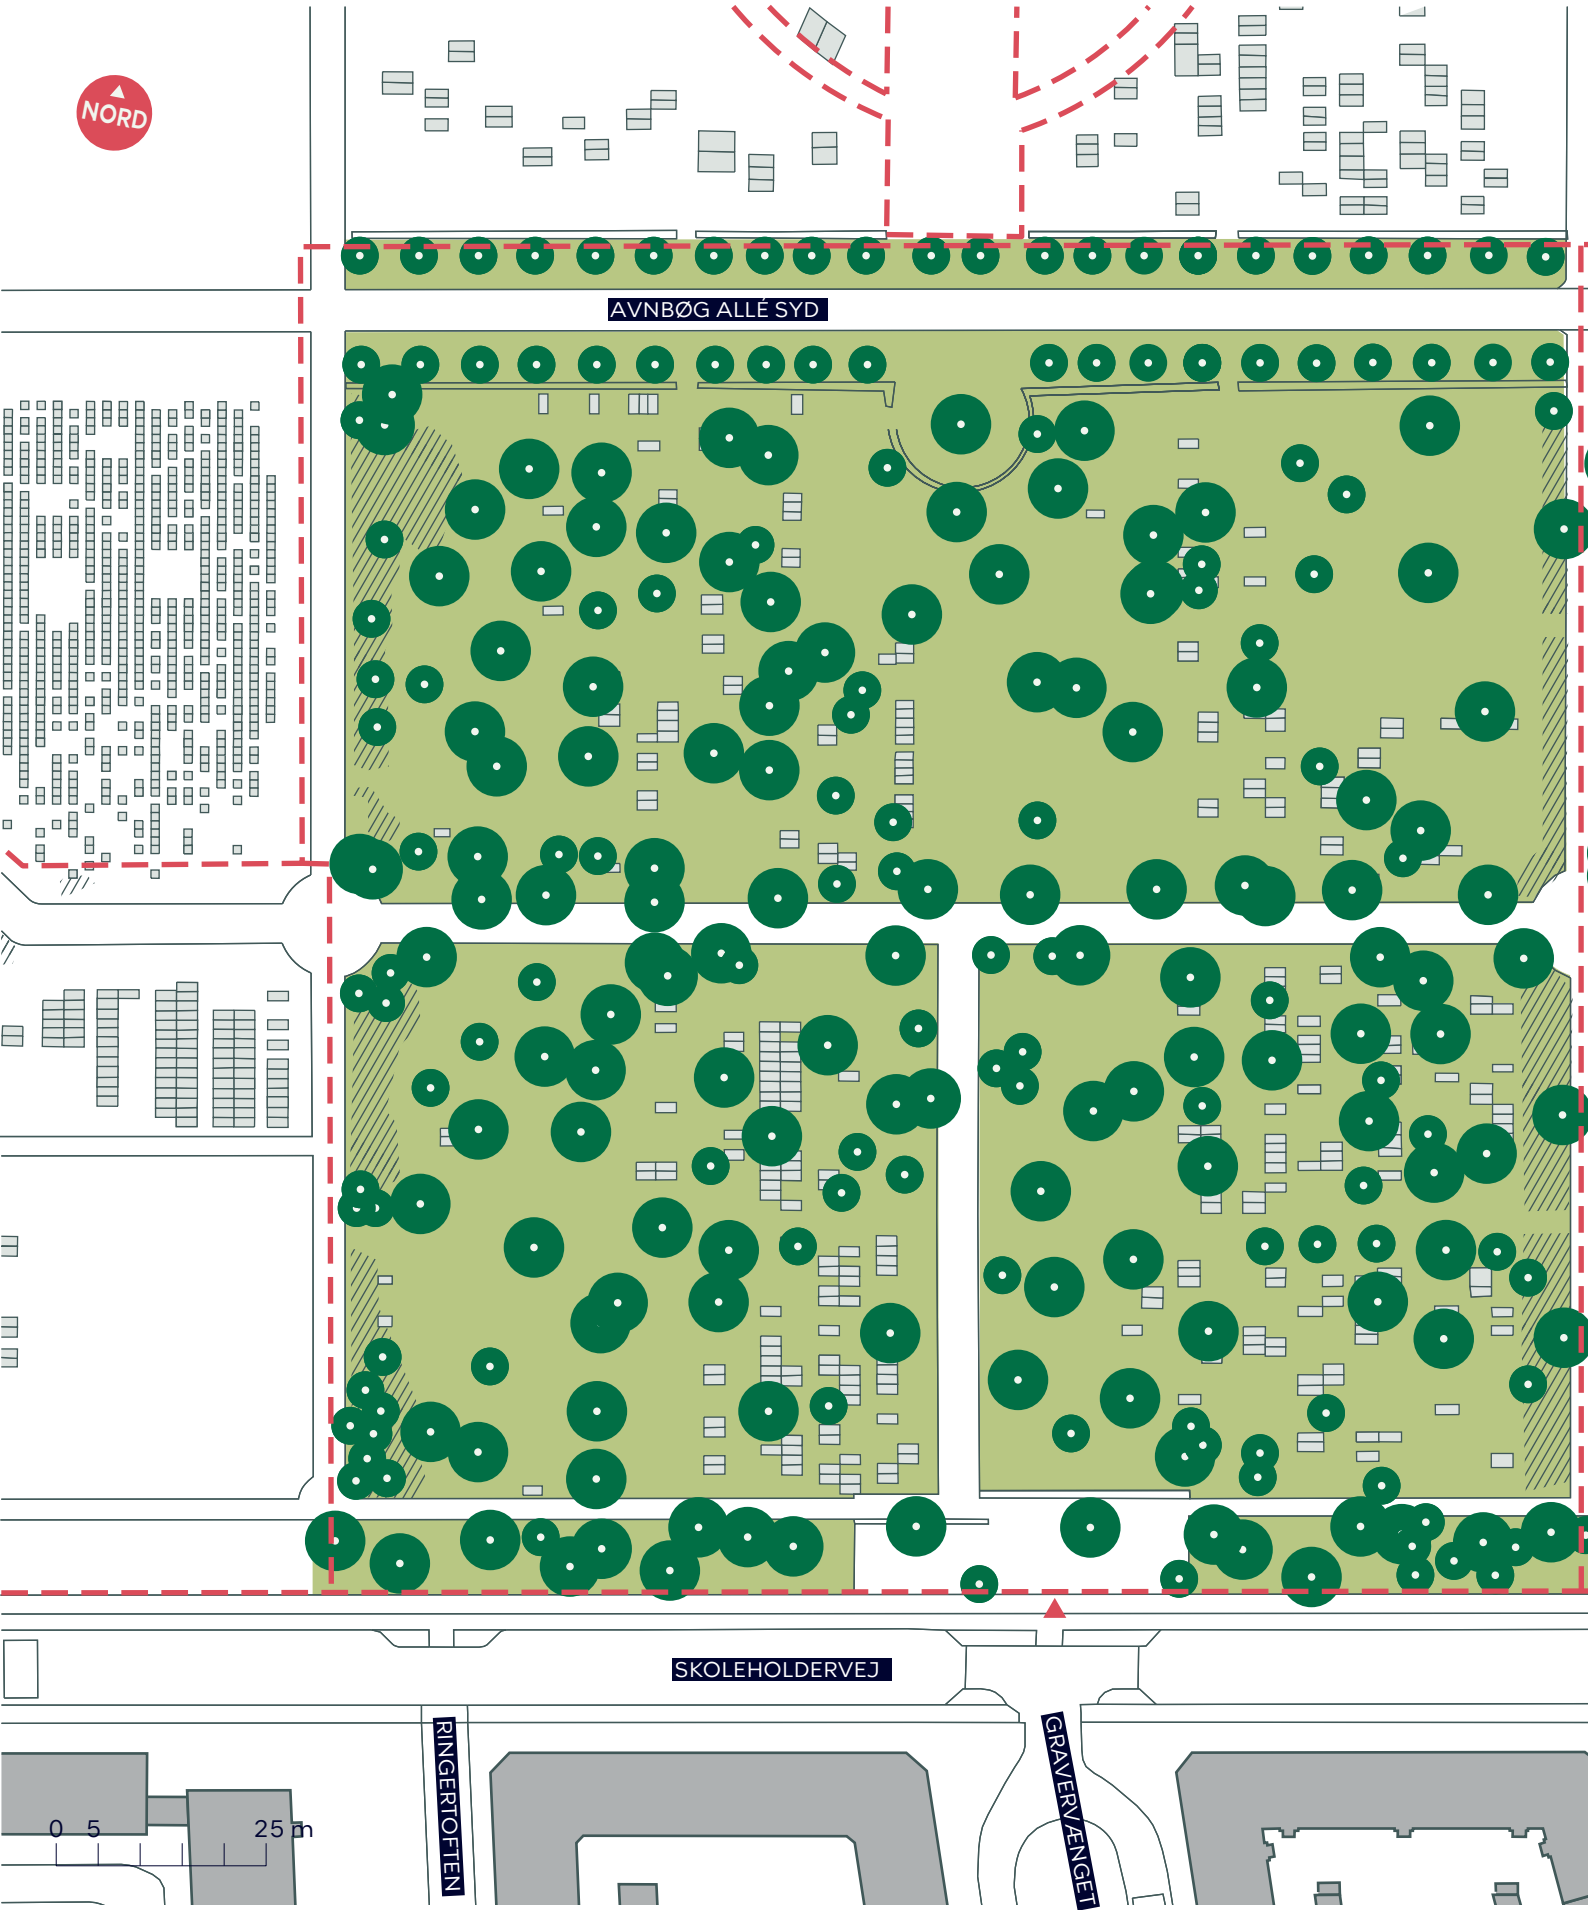 NORD
AVNBØG ALLÉ SYD
SKOLEHOLDERVEJ
RINGERTOFTEN
GRAVERVÆNGET
0 5 25 m